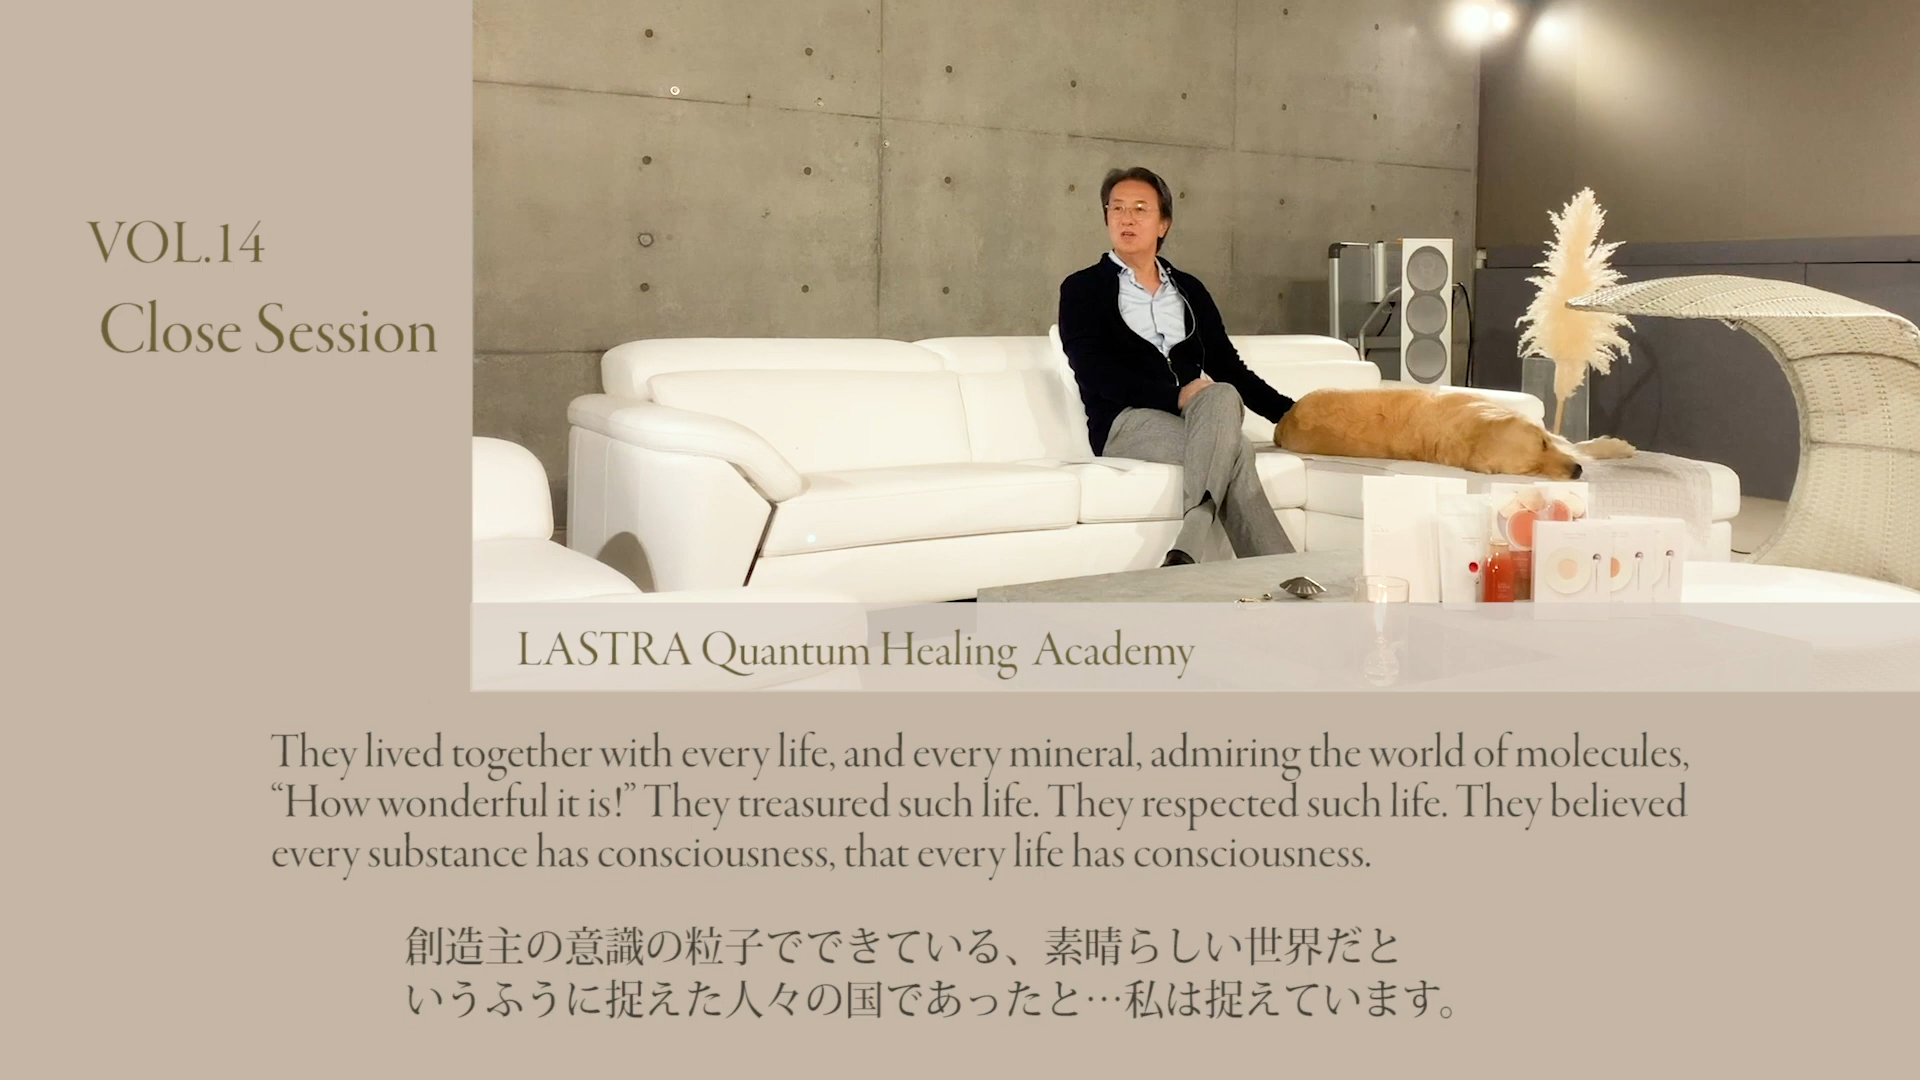 VOL.14
Close Session
LASTRA Quantum Healing Academy
They lived together with every life, and every mineral, admiring the world of molecules,
“How wonderful it is!” They treasured such life. They respected such life. They believed
every substance has consciousness, that every life has consciousness.
創造主の意識の粒子でできている、素晴らしい世界だと
いうふうに捉えた人々の国であったと…私は捉えています。